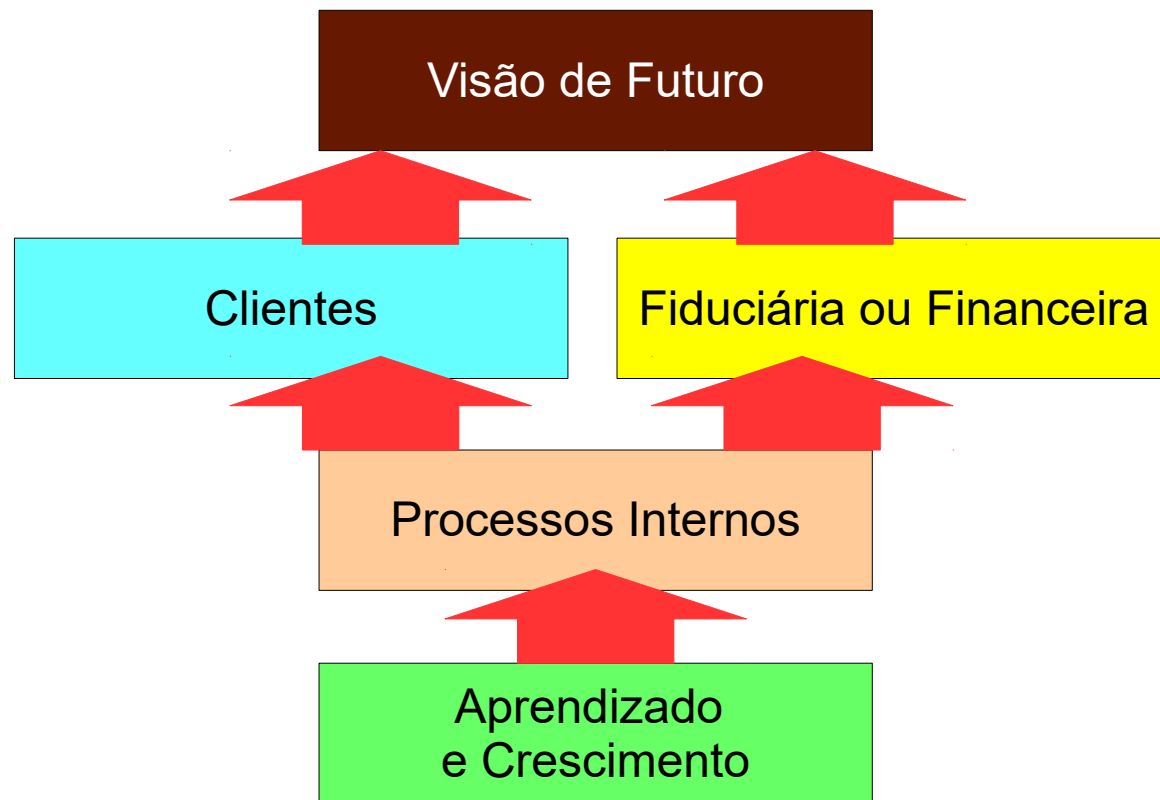 Visão de Futuro
Clientes
Fiduciária ou Financeira
Processos Internos
Aprendizado
e Crescimento